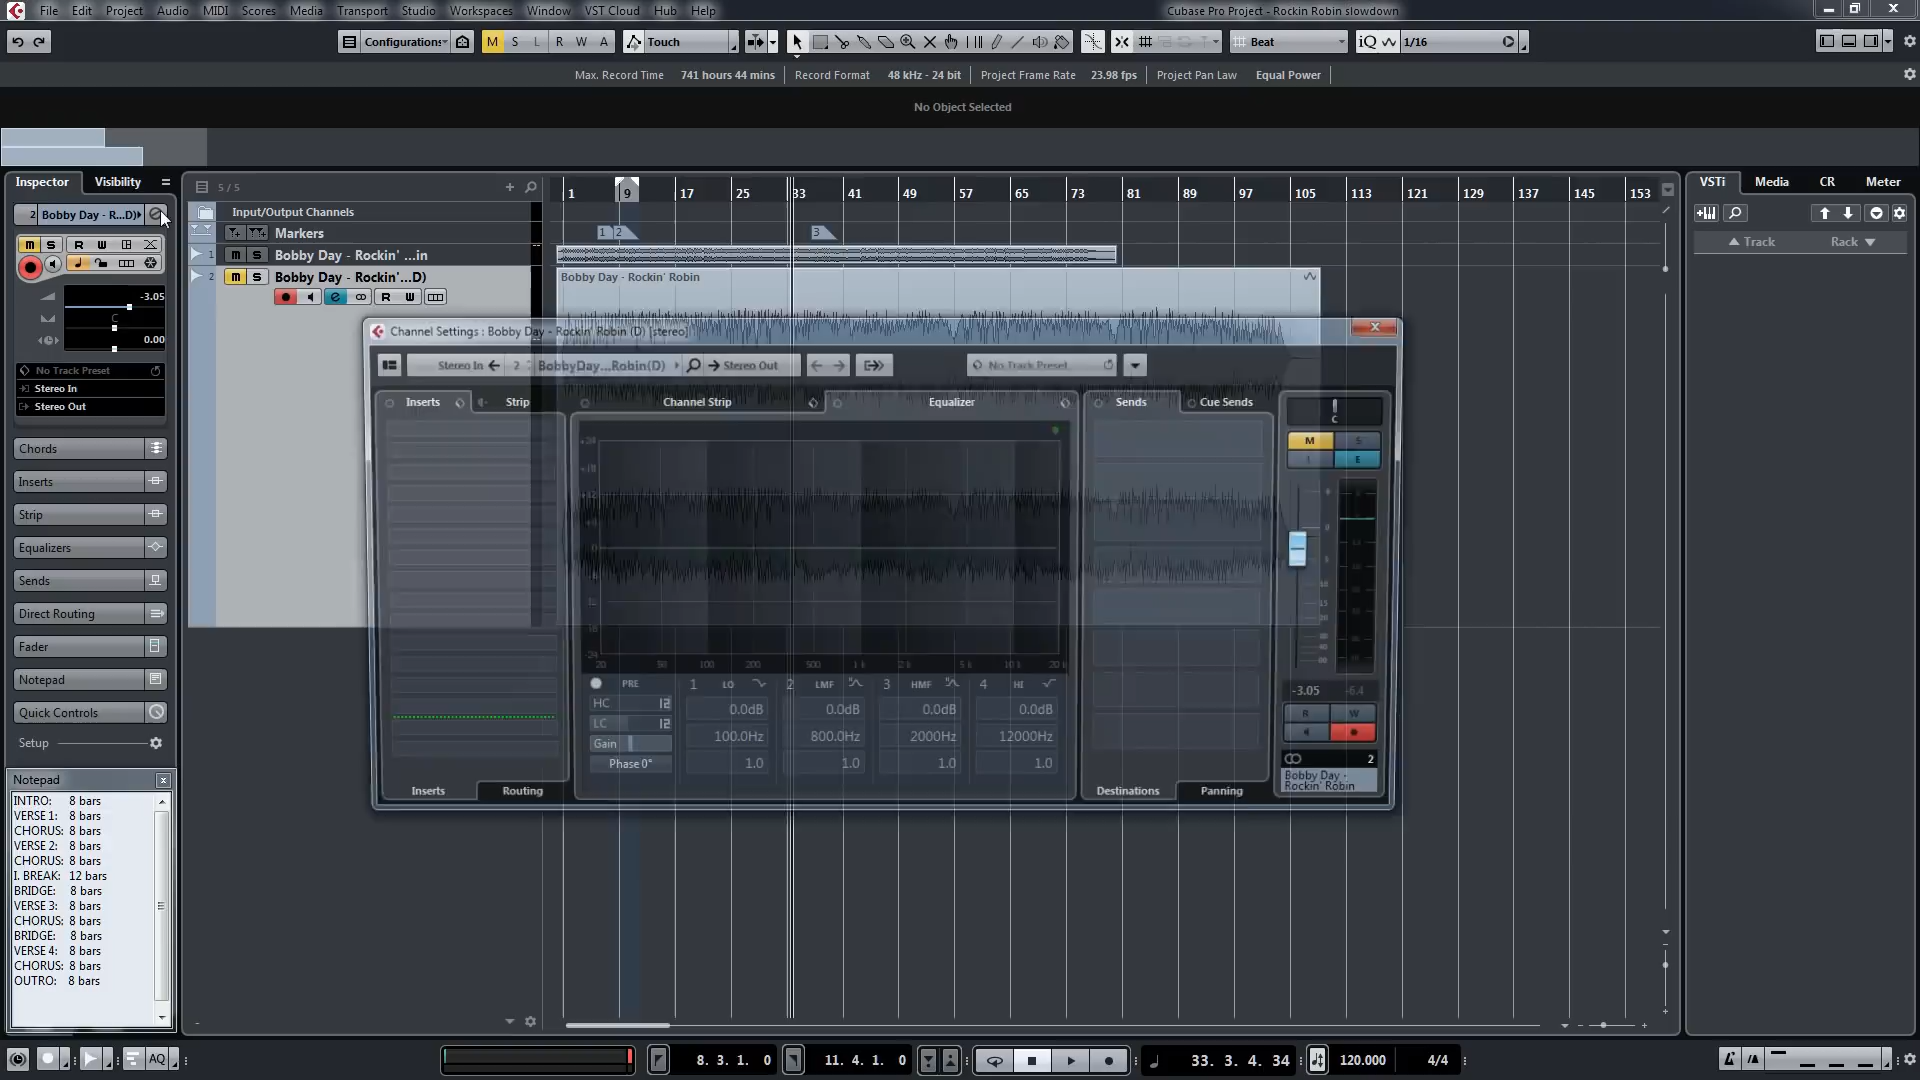 File Edit Project Audio MIDI Scores Media Transport Studio Workspaces Window VST Cloud Hub Help
Cubase Pro Project - Rockin Robin slowdown
Configurations M S L R W A Touch Beat iQ 1/16
Max. Record Time 741 hours 44 mins Record Format 48 kHz - 24 bit Project Frame Rate 23.98 fps Project Pan Law Equal Power
No Object Selected
Inspector Visibility
5 / 5
1 9 17 25 33 41 49 57 65 73 81 89 97 105 113 121 129 137 145 153
VSTi Media CR Meter
2 Bobby Day - R...D)
Input/Output Channels
Markers
1 2 3
Track Rack
m S R W
1 m S Bobby Day - Rockin' ...in
2 m S Bobby Day - Rockin'...D)
R W
Bobby Day - Rockin' Robin
-3.05
C
0.00
No Track Preset
Stereo In
Stereo Out
Chords
Inserts
Strip
Equalizers
Sends
Direct Routing
Fader
Notepad
Quick Controls
Setup
Channel Settings : Bobby Day - Rockin' Robin (D) [stereo]
Stereo In 2 BobbyDay...Robin(D) Stereo Out No Track Preset
Inserts Strip Channel Strip Equalizer Sends Cue Sends
C
M S
E
20 50 100 200 500 1k 2k 5k 10k 20k
PRE 1 LO 2 LMF 3 HMF 4 HI
HC 12 0.0dB 0.0dB 0.0dB 0.0dB
LC 12 100.0Hz 800.0Hz 2000Hz 12000Hz
Gain
Phase 0° 1.0 1.0 1.0 1.0
Inserts Routing Destinations Panning
-3.05 -6.4
R W
2
Bobby Day -
Rockin' Robin
Notepad
INTRO: 8 bars
VERSE 1: 8 bars
CHORUS: 8 bars
VERSE 2: 8 bars
CHORUS: 8 bars
I. BREAK: 12 bars
BRIDGE: 8 bars
VERSE 3: 8 bars
CHORUS: 8 bars
BRIDGE: 8 bars
VERSE 4: 8 bars
CHORUS: 8 bars
OUTRO: 8 bars
AQ 8. 3. 1. 0 11. 4. 1. 0 33. 3. 4. 34 120.000 4/4